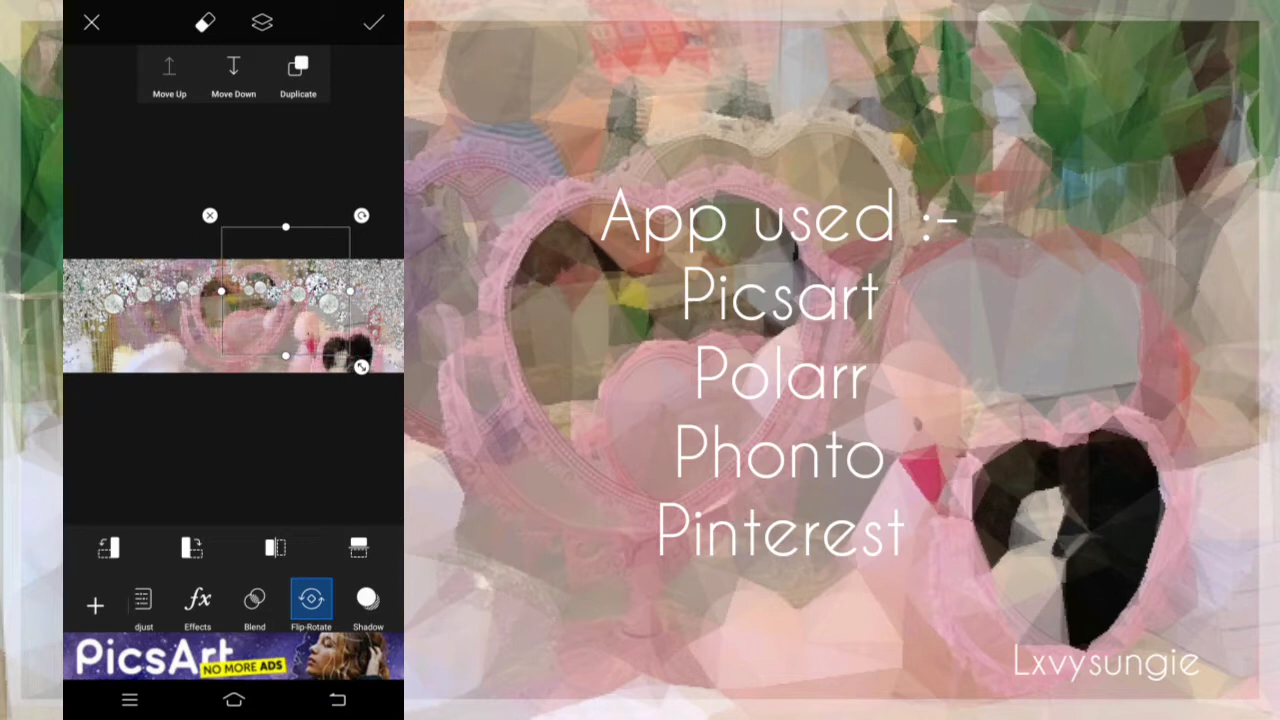 Move Up
Move Down
Duplicate
djust
fx
Effects
Blend
Flip-Rotate
Shadow
PicsArt
NO MORE ADS
App used :-
Picsart
Polarr
Phonto
Pinterest
Lxvysungie